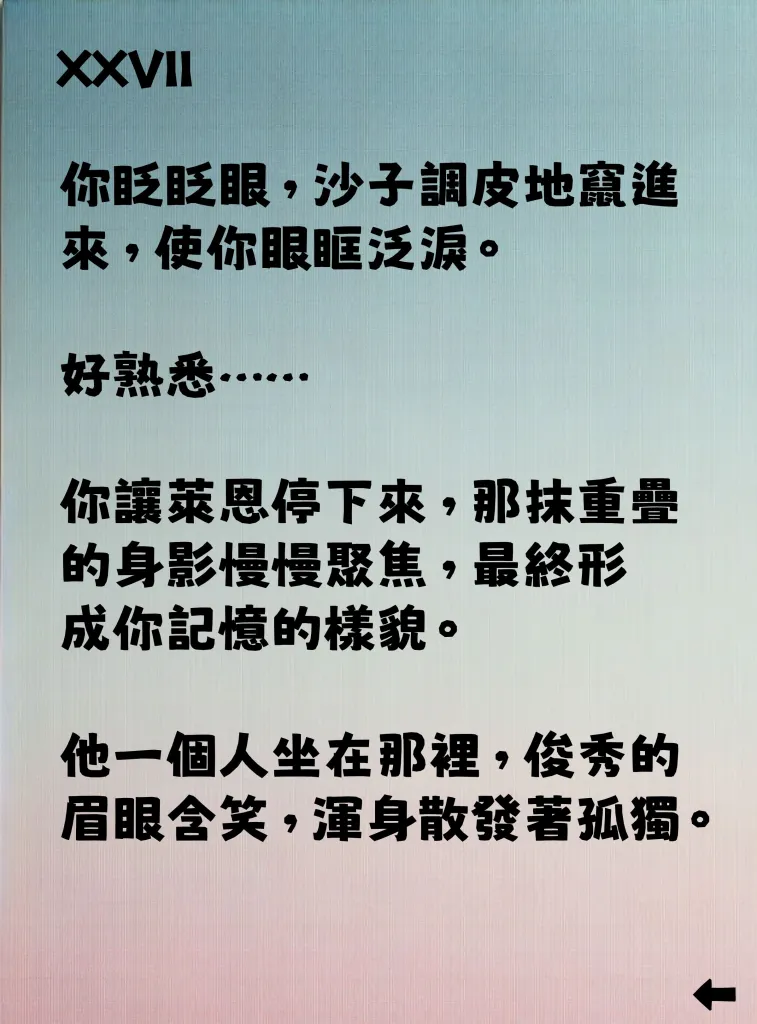 XXVII
你眨眨眼，沙子調皮地竄進
來，使你眼眶泛淚。
好熟悉……
你讓萊恩停下來，那抹重疊
的身影慢慢聚焦，最終形
成你記憶的樣貌。
他一個人坐在那裡，俊秀的
眉眼含笑，渾身散發著孤獨。